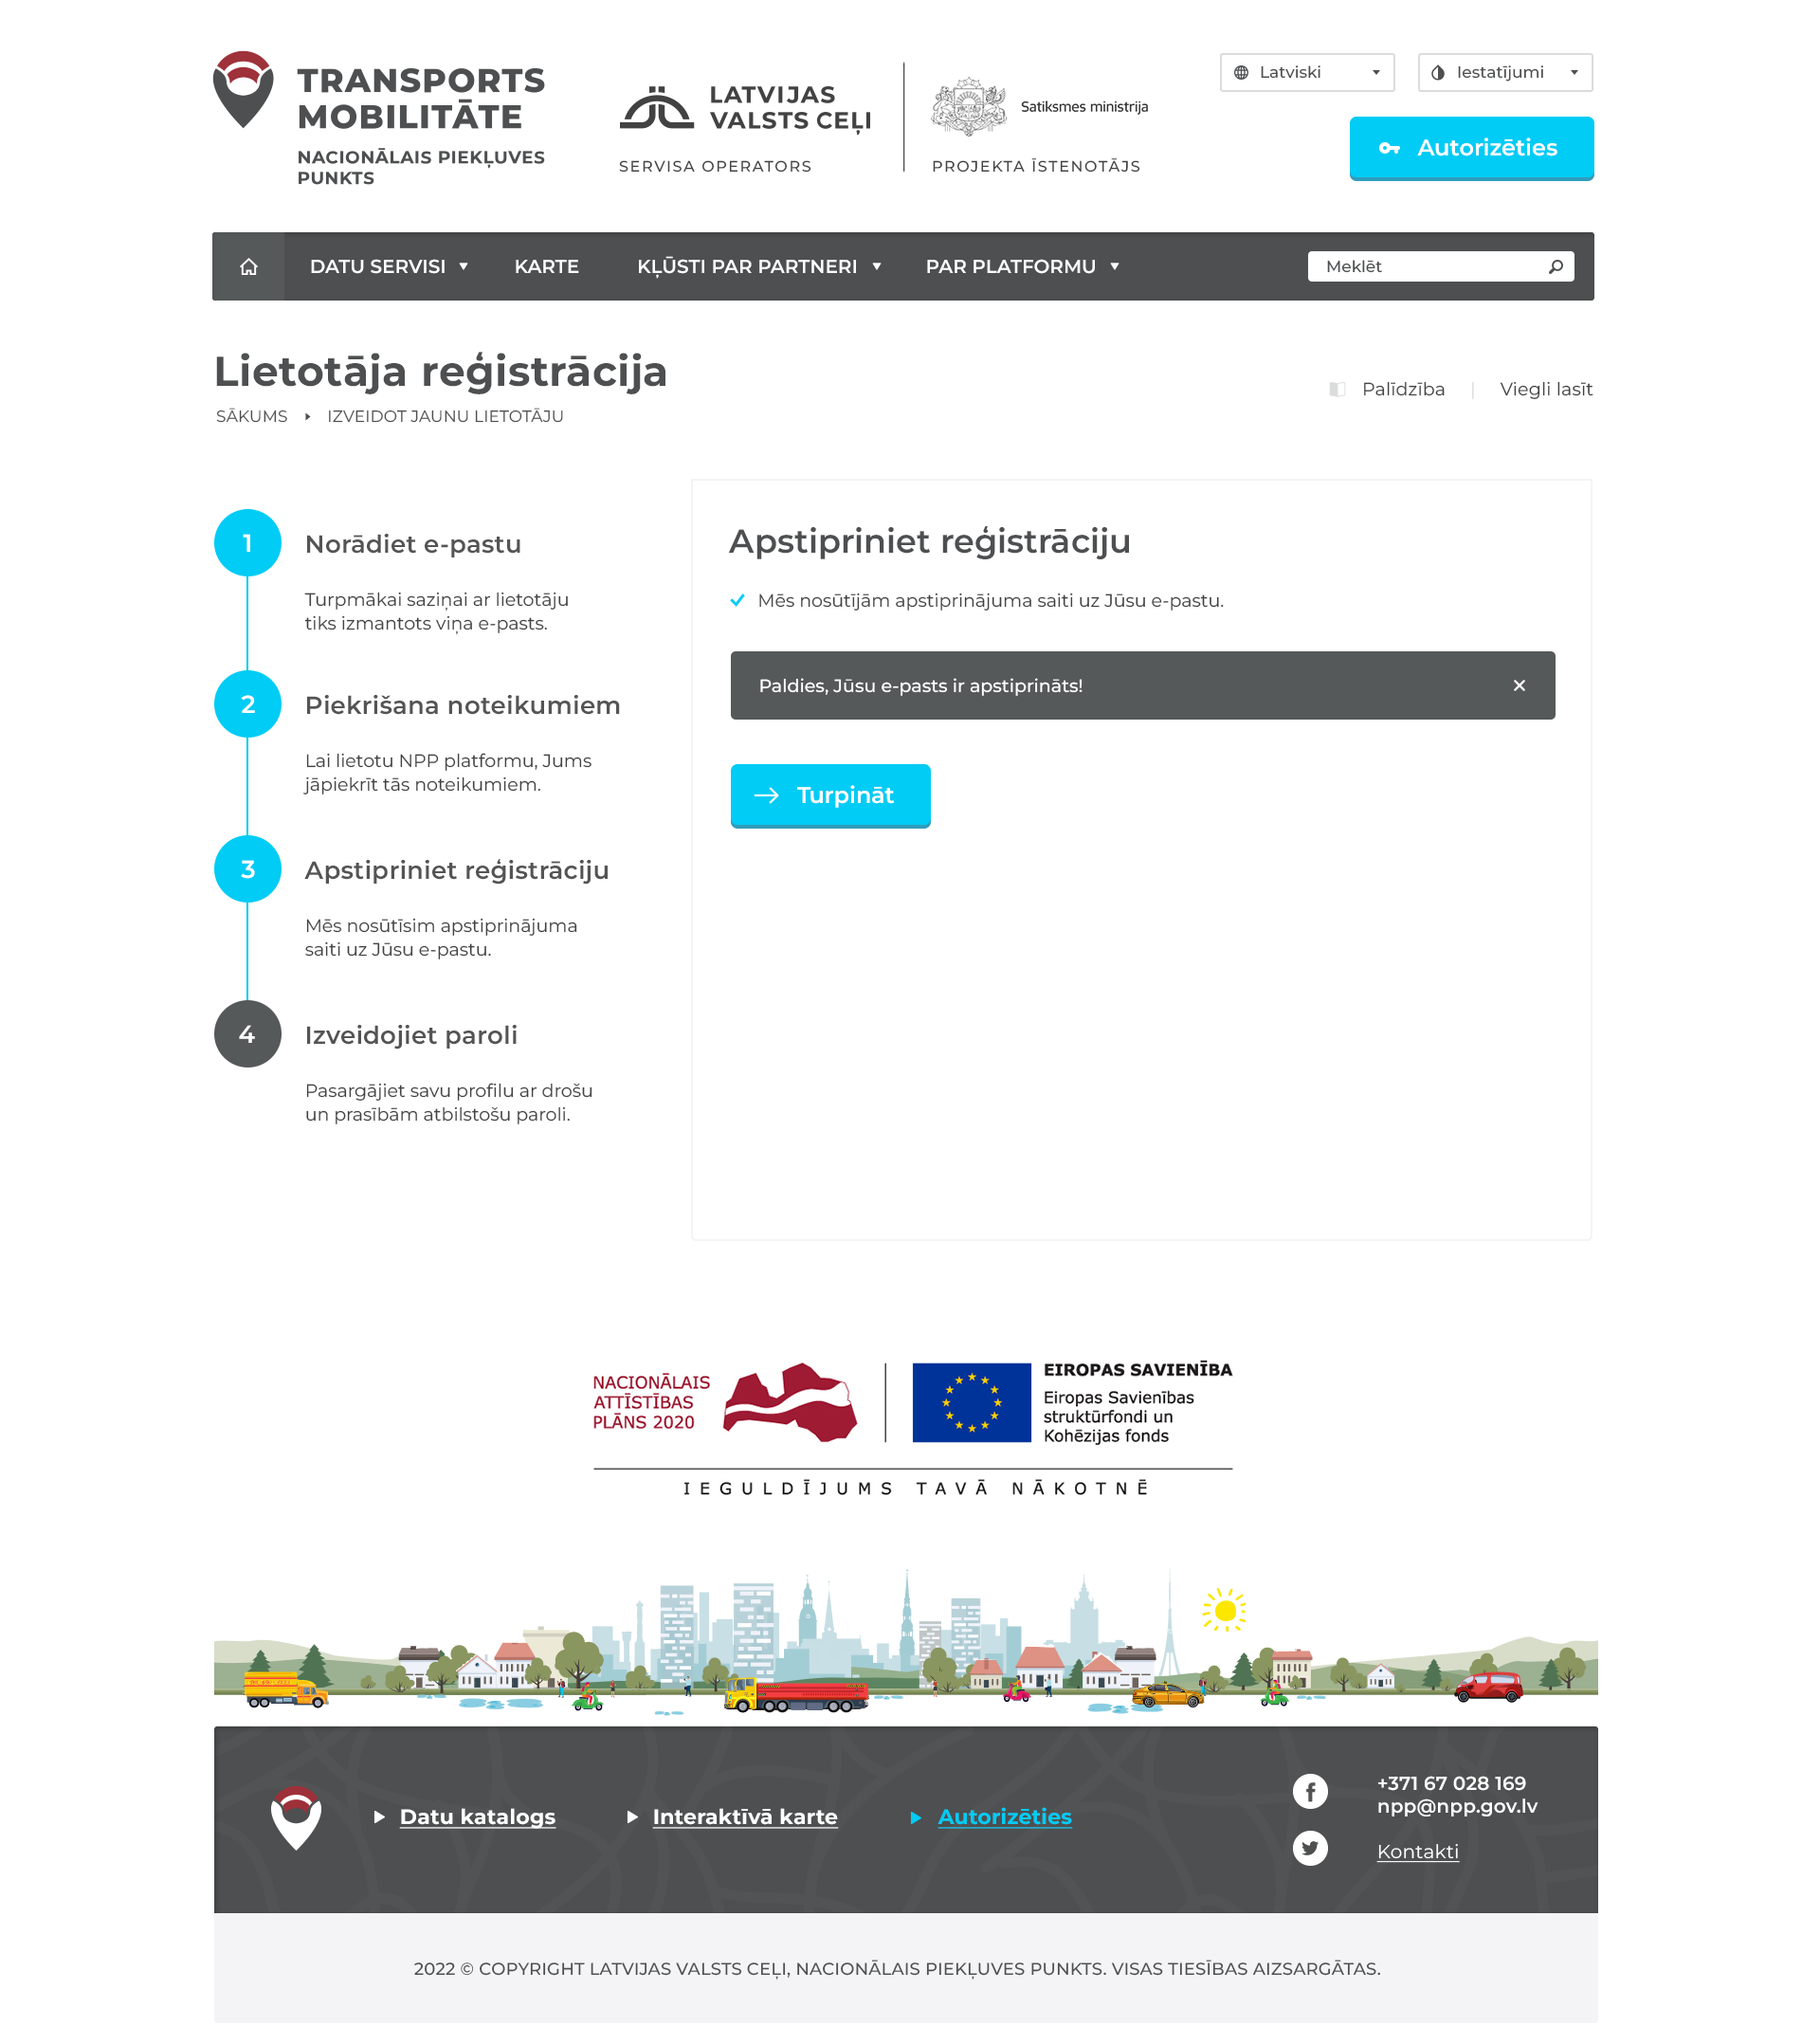 TRANSPORTS
MOBILITĀTE
NACIONĀLAIS PIEKĻUVES
PUNKTS
LATVIJAS
VALSTS CEĻI
SERVISA OPERATORS
Satiksmes ministrija
PROJEKTA ĪSTENOTĀJS
Latviski
Iestatījumi
Autorizēties
DATU SERVISI
KARTE
KĻŪSTI PAR PARTNERI
PAR PLATFORMU
Meklēt
Lietotāja reģistrācija
SĀKUMS
IZVEIDOT JAUNU LIETOTĀJU
Palīdzība
Viegli lasīt
1
Norādiet e-pastu
Turpmākai saziņai ar lietotāju
tiks izmantots viņa e-pasts.
2
Piekrišana noteikumiem
Lai lietotu NPP platformu, Jums
jāpiekrīt tās noteikumiem.
3
Apstipriniet reģistrāciju
Mēs nosūtīsim apstiprinājuma
saiti uz Jūsu e-pastu.
4
Izveidojiet paroli
Pasargājiet savu profilu ar drošu
un prasībām atbilstošu paroli.
Apstipriniet reģistrāciju
Mēs nosūtījām apstiprinājuma saiti uz Jūsu e-pastu.
Paldies, Jūsu e-pasts ir apstiprināts!
Turpināt
NACIONĀLAIS
ATTĪSTĪBAS
PLĀNS 2020
EIROPAS SAVIENĪBA
Eiropas Savienības
struktūrfondi un
Kohēzijas fonds
IEGULDĪJUMS TAVĀ NĀKOTNĒ
Datu katalogs
Interaktīvā karte
Autorizēties
+371 67 028 169
npp@npp.gov.lv
Kontakti
2022 © COPYRIGHT LATVIJAS VALSTS CEĻI, NACIONĀLAIS PIEKĻUVES PUNKTS. VISAS TIESĪBAS AIZSARGĀTAS.